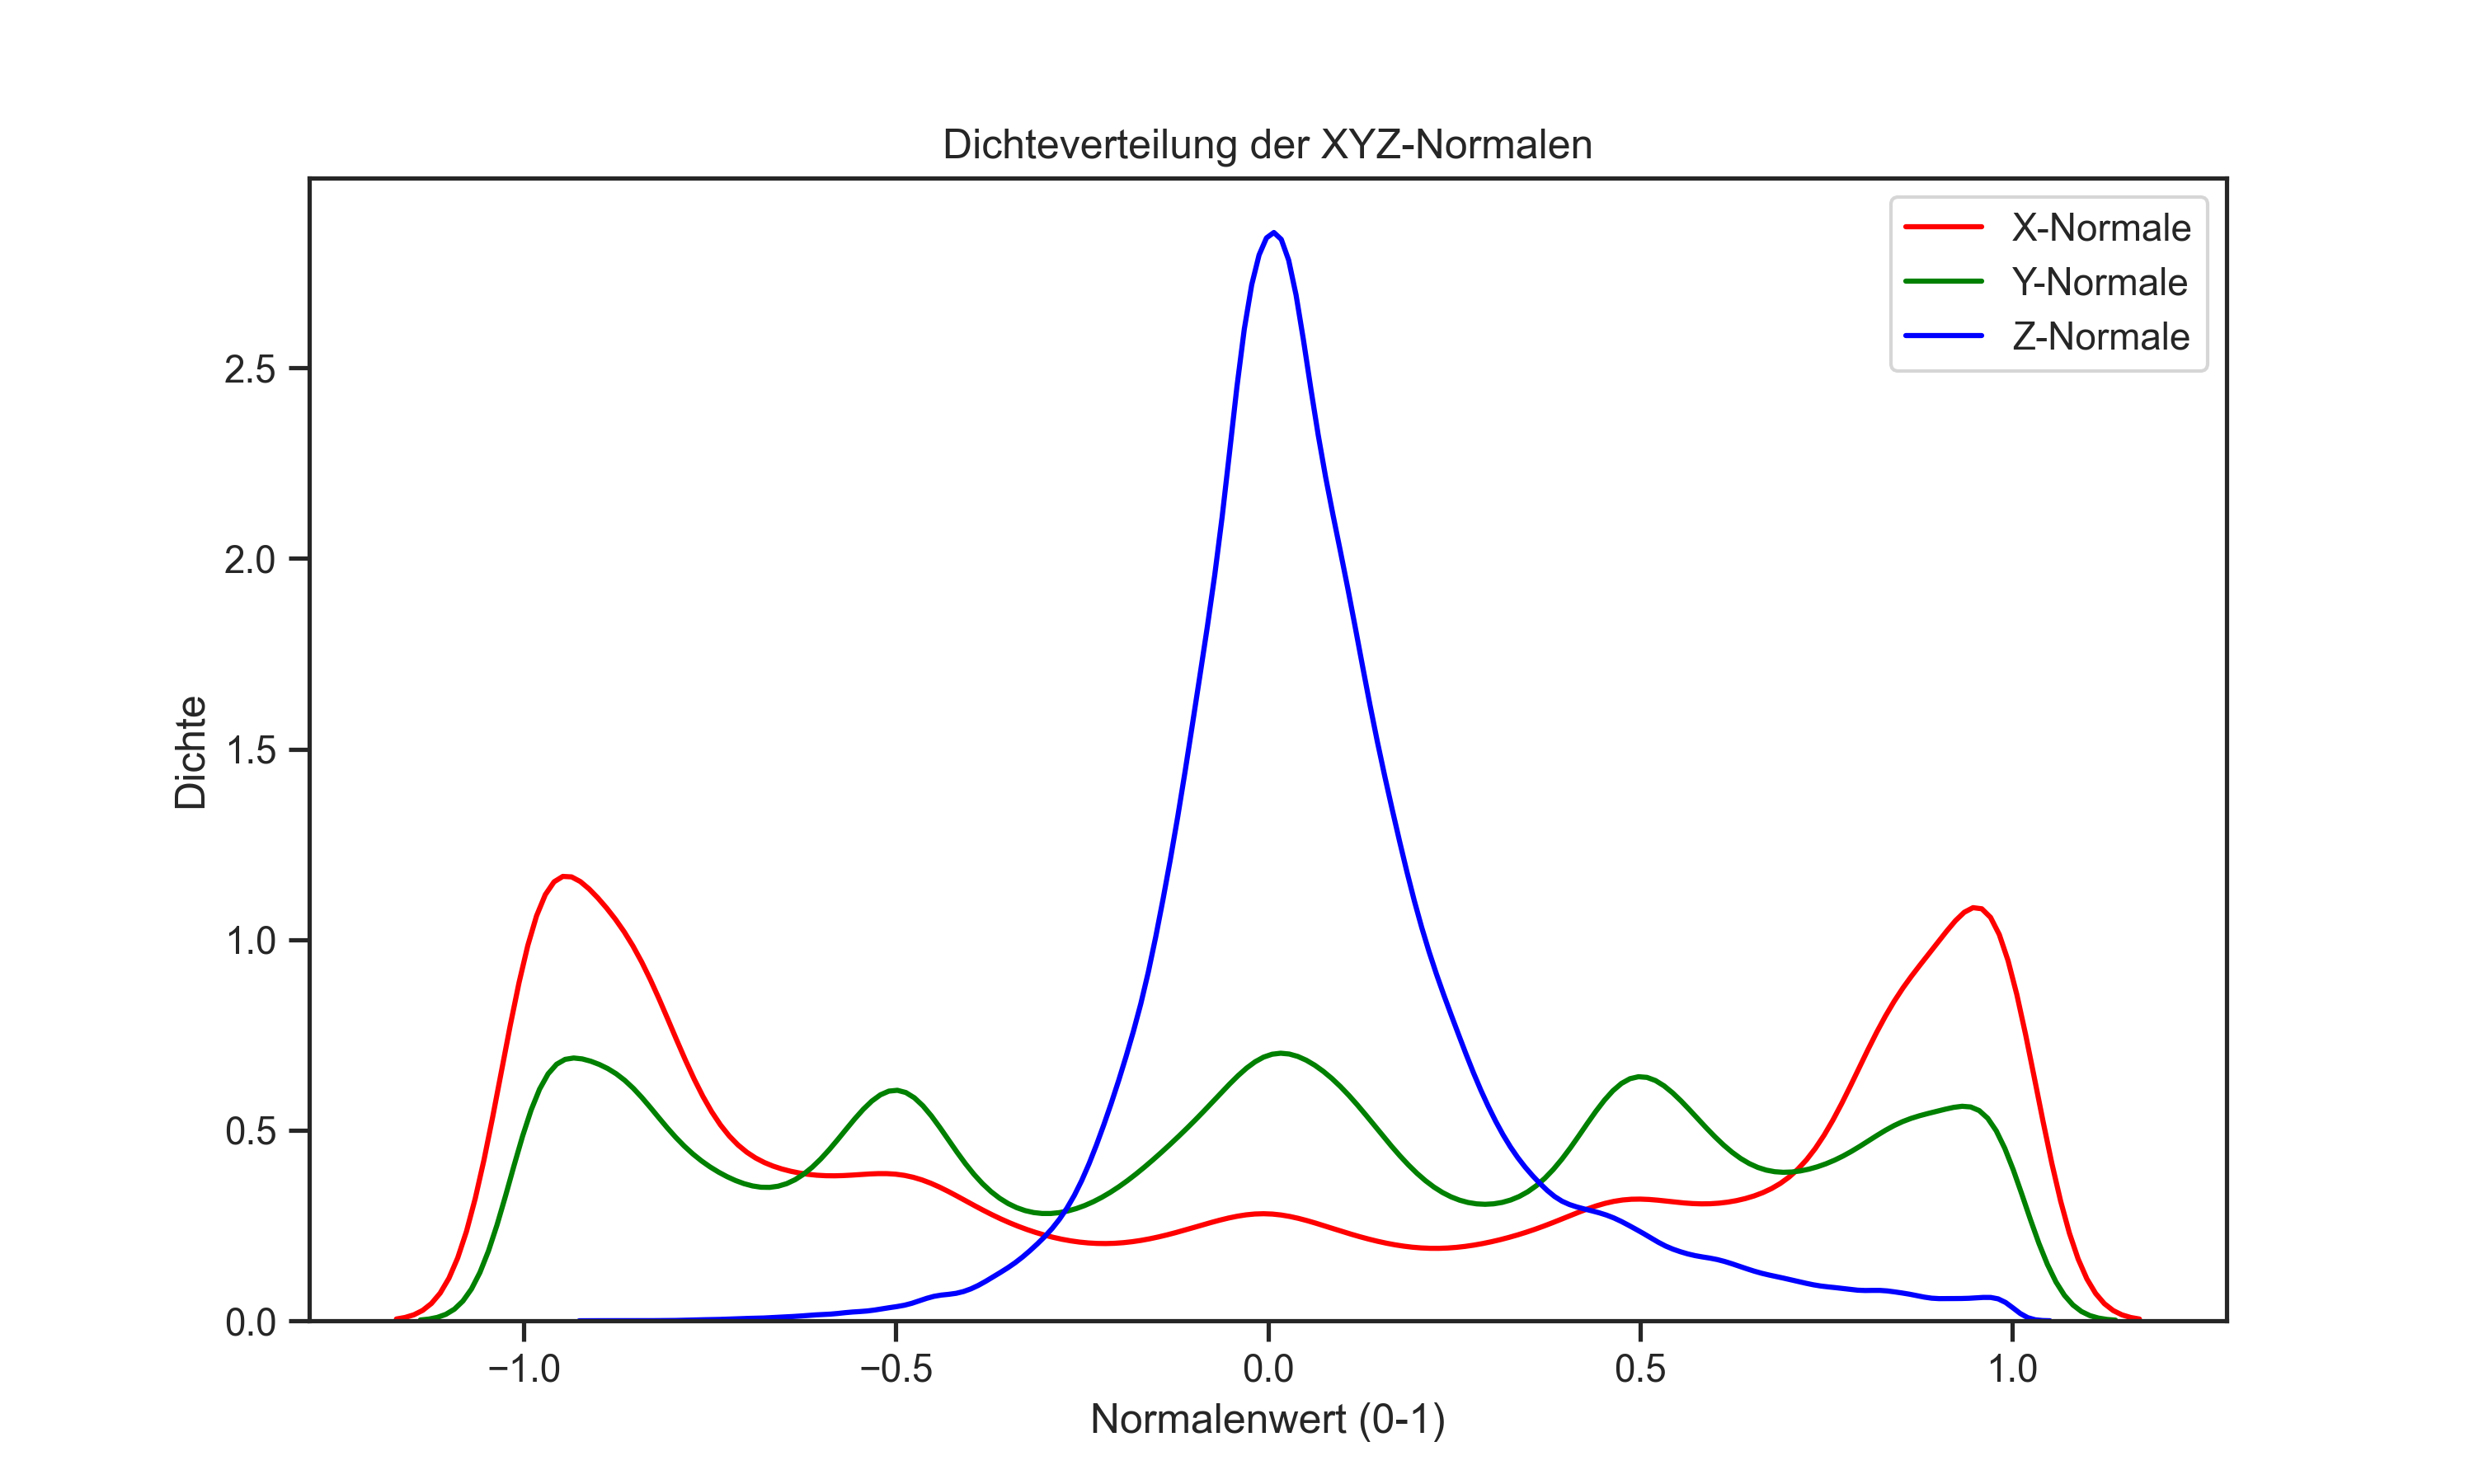 Dichteverteilung der XYZ-Normalen
X-Normale
Y-Normale
Z-Normale
2.5
2.0
1.5
1.0
0.5
0.0
Dichte
−1.0
−0.5
0.0
0.5
1.0
Normalenwert (0-1)